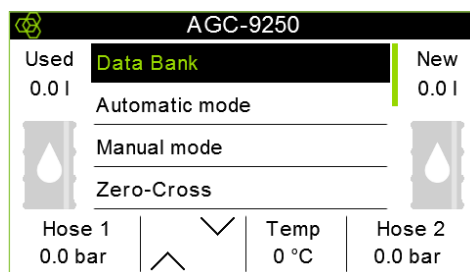 AGC-9250
Used
0.0 l
Data Bank
Automatic mode
Manual mode
Zero-Cross
New
0.0 l
Hose 1
0.0 bar
Temp
0 °C
Hose 2
0.0 bar